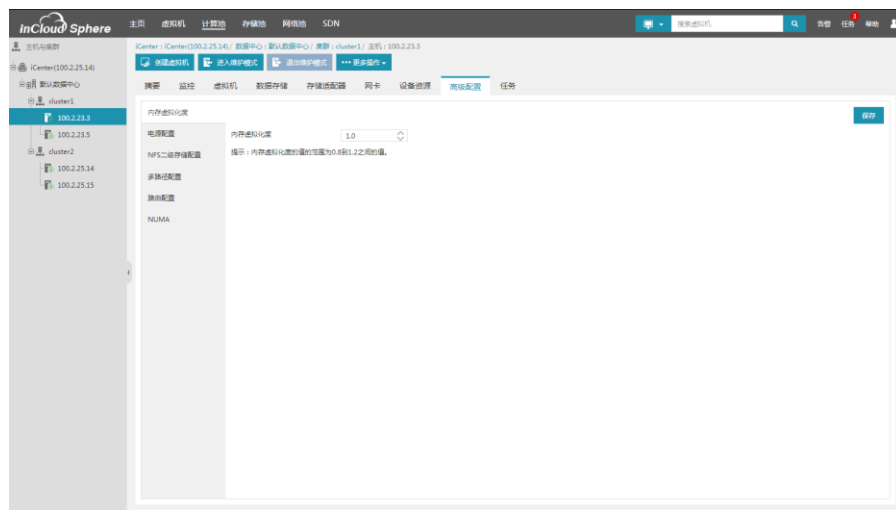 inCloud Sphere
主页 虚拟机 计算池 存储池 网络池 SDN
搜索虚拟机
告警 任务 帮助
主机与集群
iCenter(100.2.25.14)
默认数据中心
cluster1
100.2.23.3
100.2.23.5
cluster2
100.2.25.14
100.2.25.15
iCenter : iCenter(100.2.25.14) / 数据中心 : 默认数据中心 / 集群 : cluster1 / 主机 : 100.2.23.3
创建虚拟机 进入维护模式 退出维护模式 ••• 更多操作
摘要 监控 虚拟机 数据存储 存储适配器 网卡 设备资源 高级配置 任务
内存虚拟化度
保存
电源配置
NFS二级存储配置
多路径配置
路由配置
NUMA
内存虚拟化度 1.0
提示：内存虚拟化度的值的范围为0.8到1.2之间的值。